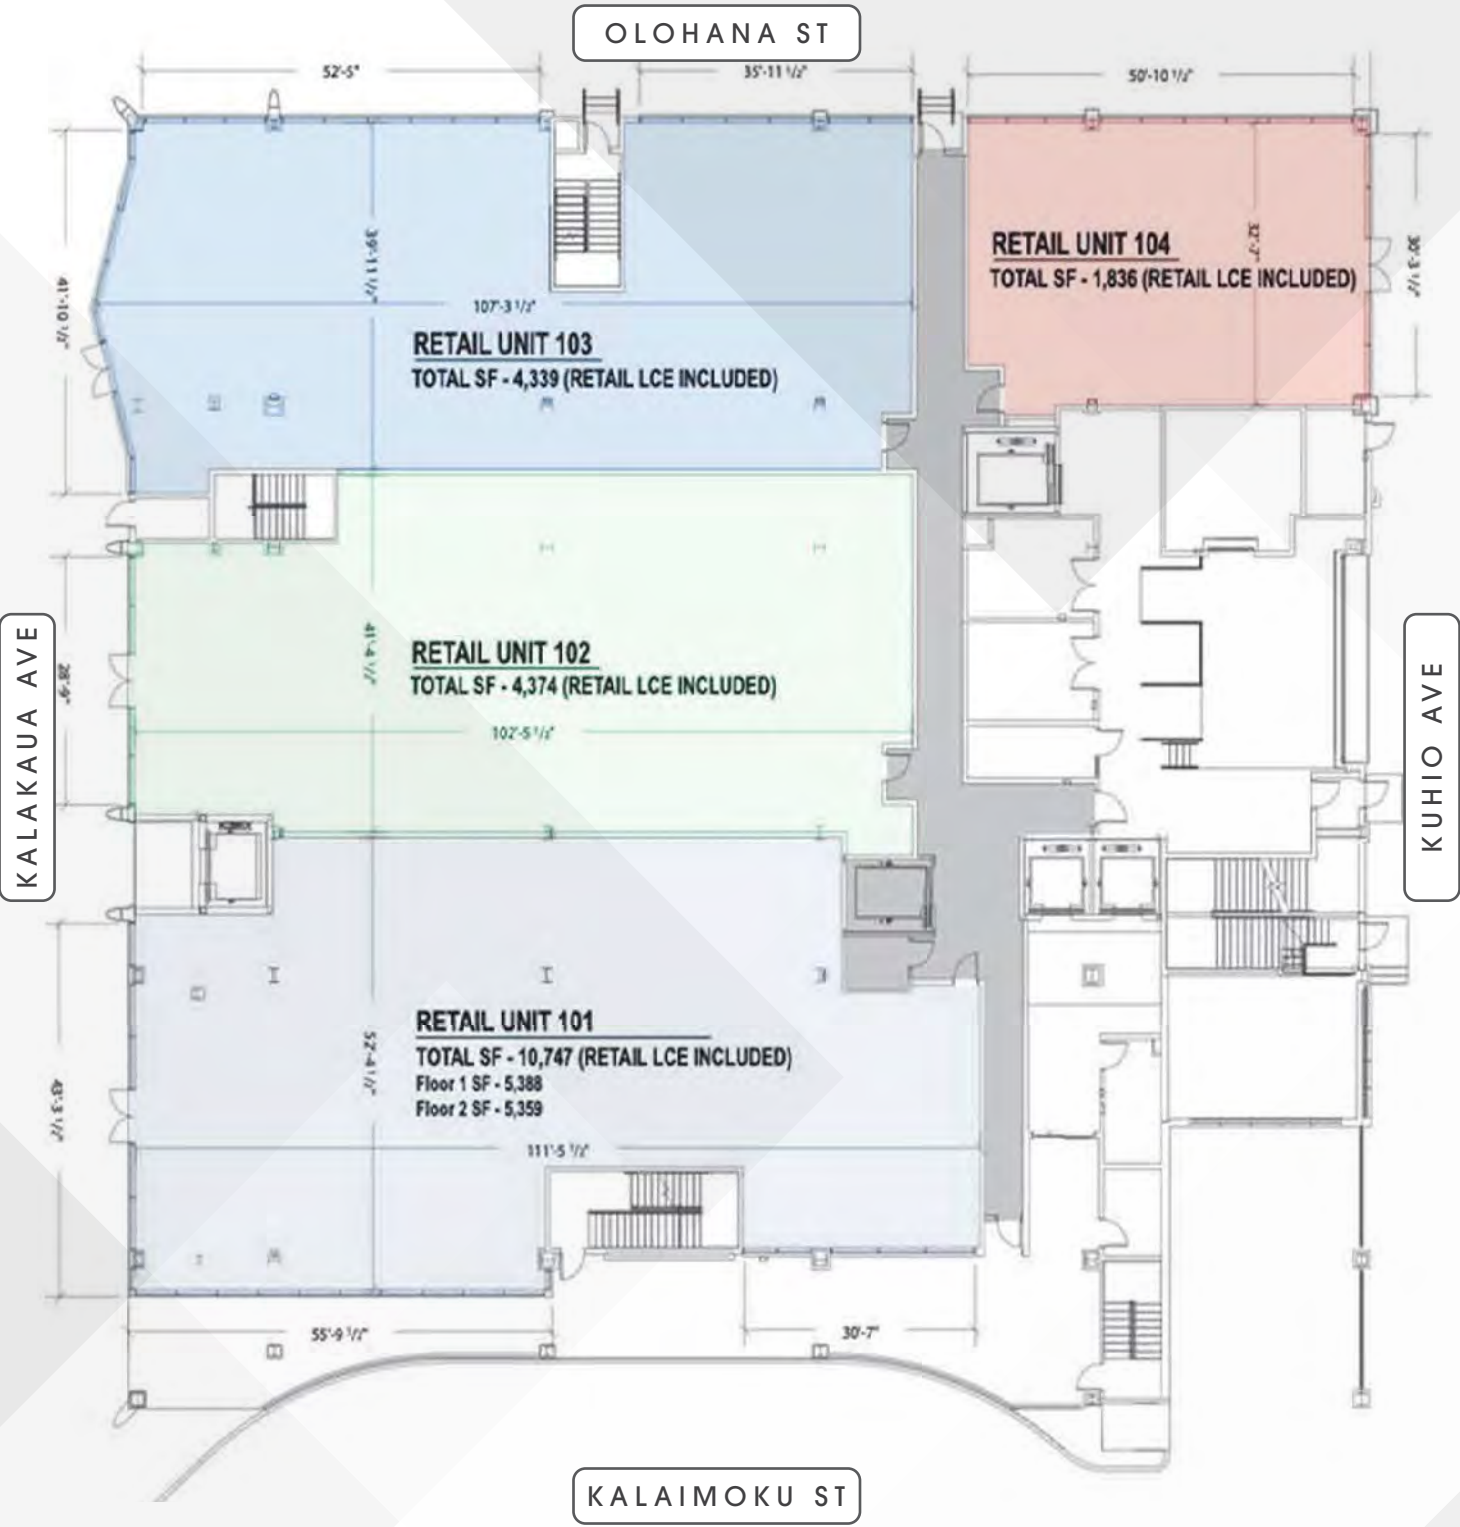 OLOHANA ST
52'-5"
35'-11 1/2"
50'-10 1/2"
41'-10 1/2"
39'-11 1/2"
107'-3 1/2"
RETAIL UNIT 103
TOTAL SF - 4,339 (RETAIL LCE INCLUDED)
RETAIL UNIT 104
TOTAL SF - 1,836 (RETAIL LCE INCLUDED)
32'-7"
30'-3 1/2"
KALAKAUA AVE
28'-9"
41'-4 1/2"
RETAIL UNIT 102
TOTAL SF - 4,374 (RETAIL LCE INCLUDED)
102'-5 1/2"
KUHIO AVE
43'-3 1/2"
52'-4 1/2"
RETAIL UNIT 101
TOTAL SF - 10,747 (RETAIL LCE INCLUDED)
Floor 1 SF - 5,388
Floor 2 SF - 5,359
111'-5 1/2"
55'-9 1/2"
30'-7"
KALAIMOKU ST